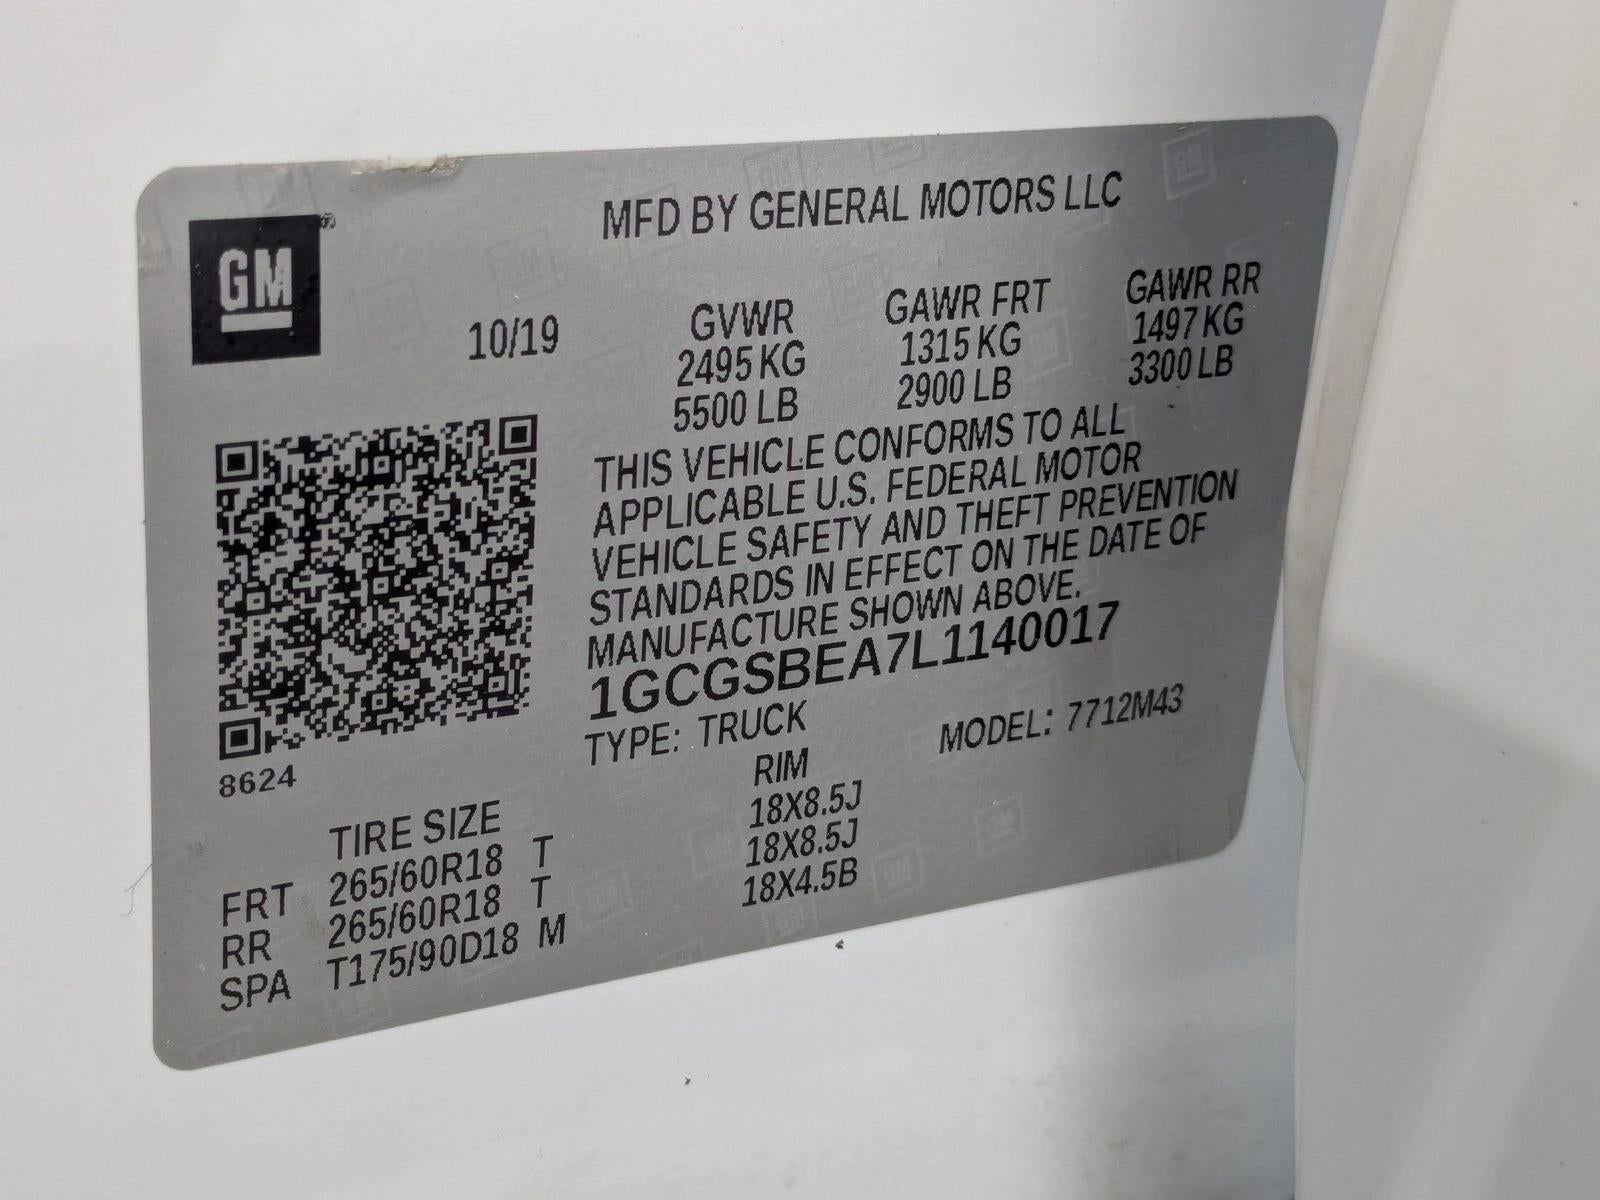 GM ®
MFD BY GENERAL MOTORS LLC
10/19
GVWR GAWR FRT GAWR RR
2495 KG 1315 KG 1497 KG
5500 LB 2900 LB 3300 LB
THIS VEHICLE CONFORMS TO ALL
APPLICABLE U.S. FEDERAL MOTOR
VEHICLE SAFETY AND THEFT PREVENTION
STANDARDS IN EFFECT ON THE DATE OF
MANUFACTURE SHOWN ABOVE.
1GCGSBEA7L1140017
TYPE: TRUCK MODEL: 7712M43
8624
TIRE SIZE RIM
FRT 265/60R18 T 18X8.5J
RR 265/60R18 T 18X8.5J
SPA T175/90D18 M 18X4.5B